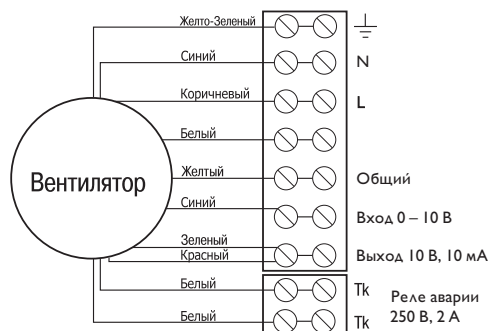 Желто-Зеленый
Синий N
Коричневый L
Белый
Желтый Общий
Вентилятор
Синий Вход 0 – 10 В
Зеленый
Красный Выход 10 В, 10 мА
Белый Tk
Реле аварии
250 В, 2 А
Белый Tk